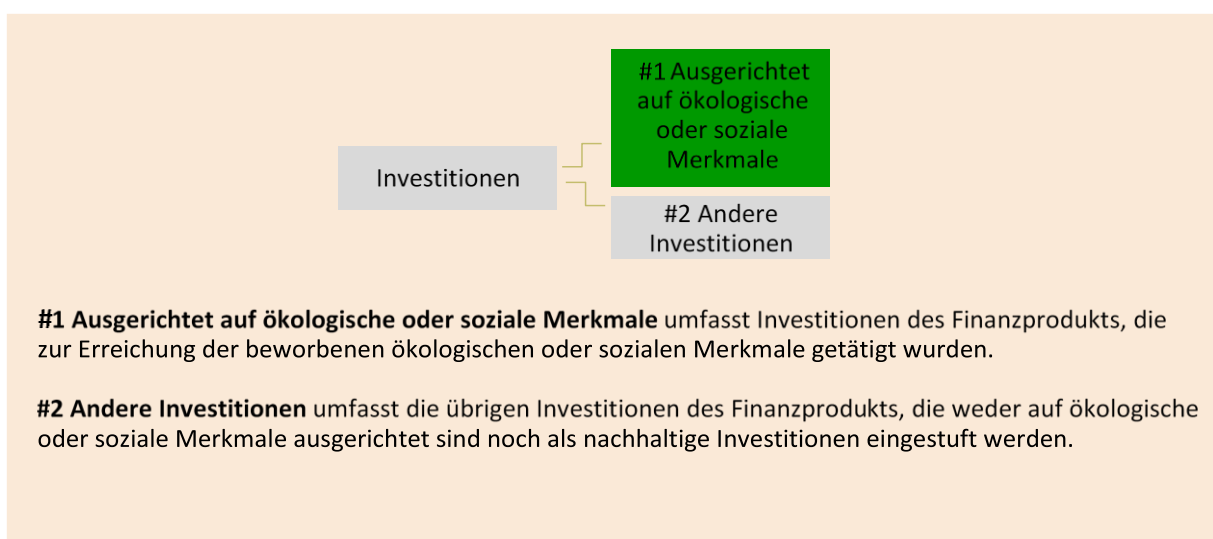 #1 Ausgerichtet
auf ökologische
oder soziale
Merkmale
Investitionen
#2 Andere
Investitionen
#1 Ausgerichtet auf ökologische oder soziale Merkmale umfasst Investitionen des Finanzprodukts, die
zur Erreichung der beworbenen ökologischen oder sozialen Merkmale getätigt wurden.
#2 Andere Investitionen umfasst die übrigen Investitionen des Finanzprodukts, die weder auf ökologische
oder soziale Merkmale ausgerichtet sind noch als nachhaltige Investitionen eingestuft werden.